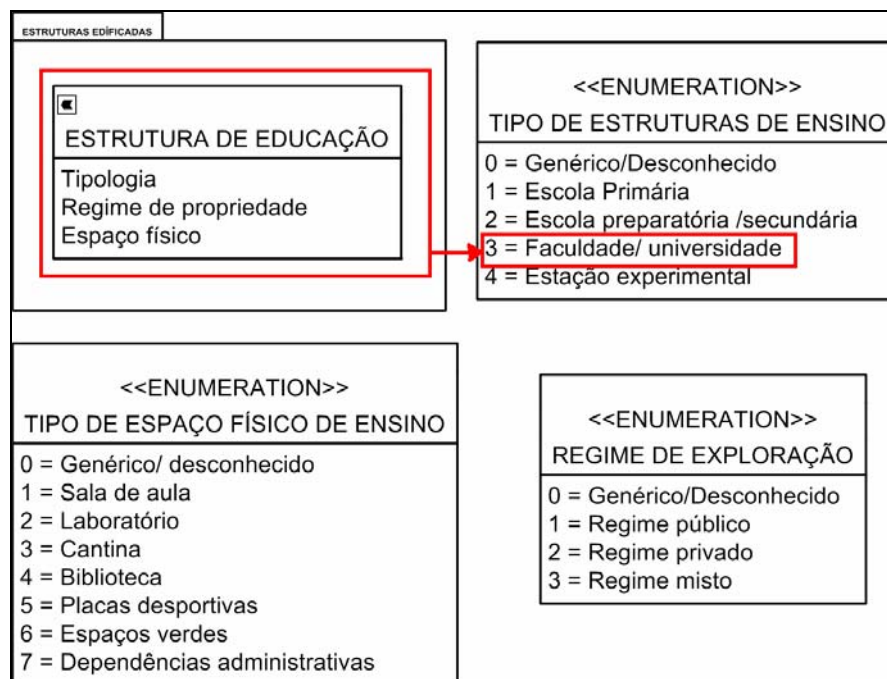 ESTRUTURAS EDÍFICADAS
ESTRUTURA DE EDUCAÇÃO
Tipologia
Regime de propriedade
Espaço físico
<<ENUMERATION>>
TIPO DE ESTRUTURAS DE ENSINO
0 = Genérico/Desconhecido
1 = Escola Primária
2 = Escola preparatória /secundária
3 = Faculdade/ universidade
4 = Estação experimental
<<ENUMERATION>>
TIPO DE ESPAÇO FÍSICO DE ENSINO
0 = Genérico/ desconhecido
1 = Sala de aula
2 = Laboratório
3 = Cantina
4 = Biblioteca
5 = Placas desportivas
6 = Espaços verdes
7 = Dependências administrativas
<<ENUMERATION>>
REGIME DE EXPLORAÇÃO
0 = Genérico/Desconhecido
1 = Regime público
2 = Regime privado
3 = Regime misto